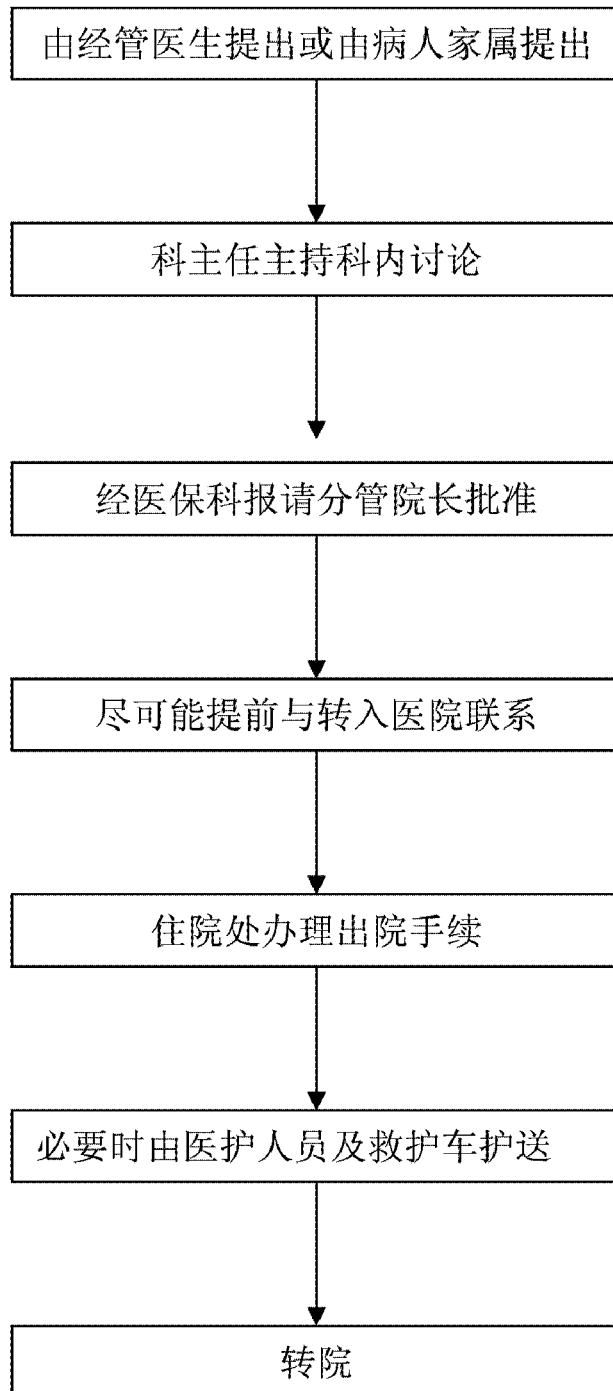 由经管医生提出或由病人家属提出
科主任主持科内讨论
经医保科报请分管院长批准
尽可能提前与转入医院联系
住院处办理出院手续
必要时由医护人员及救护车护送
转院